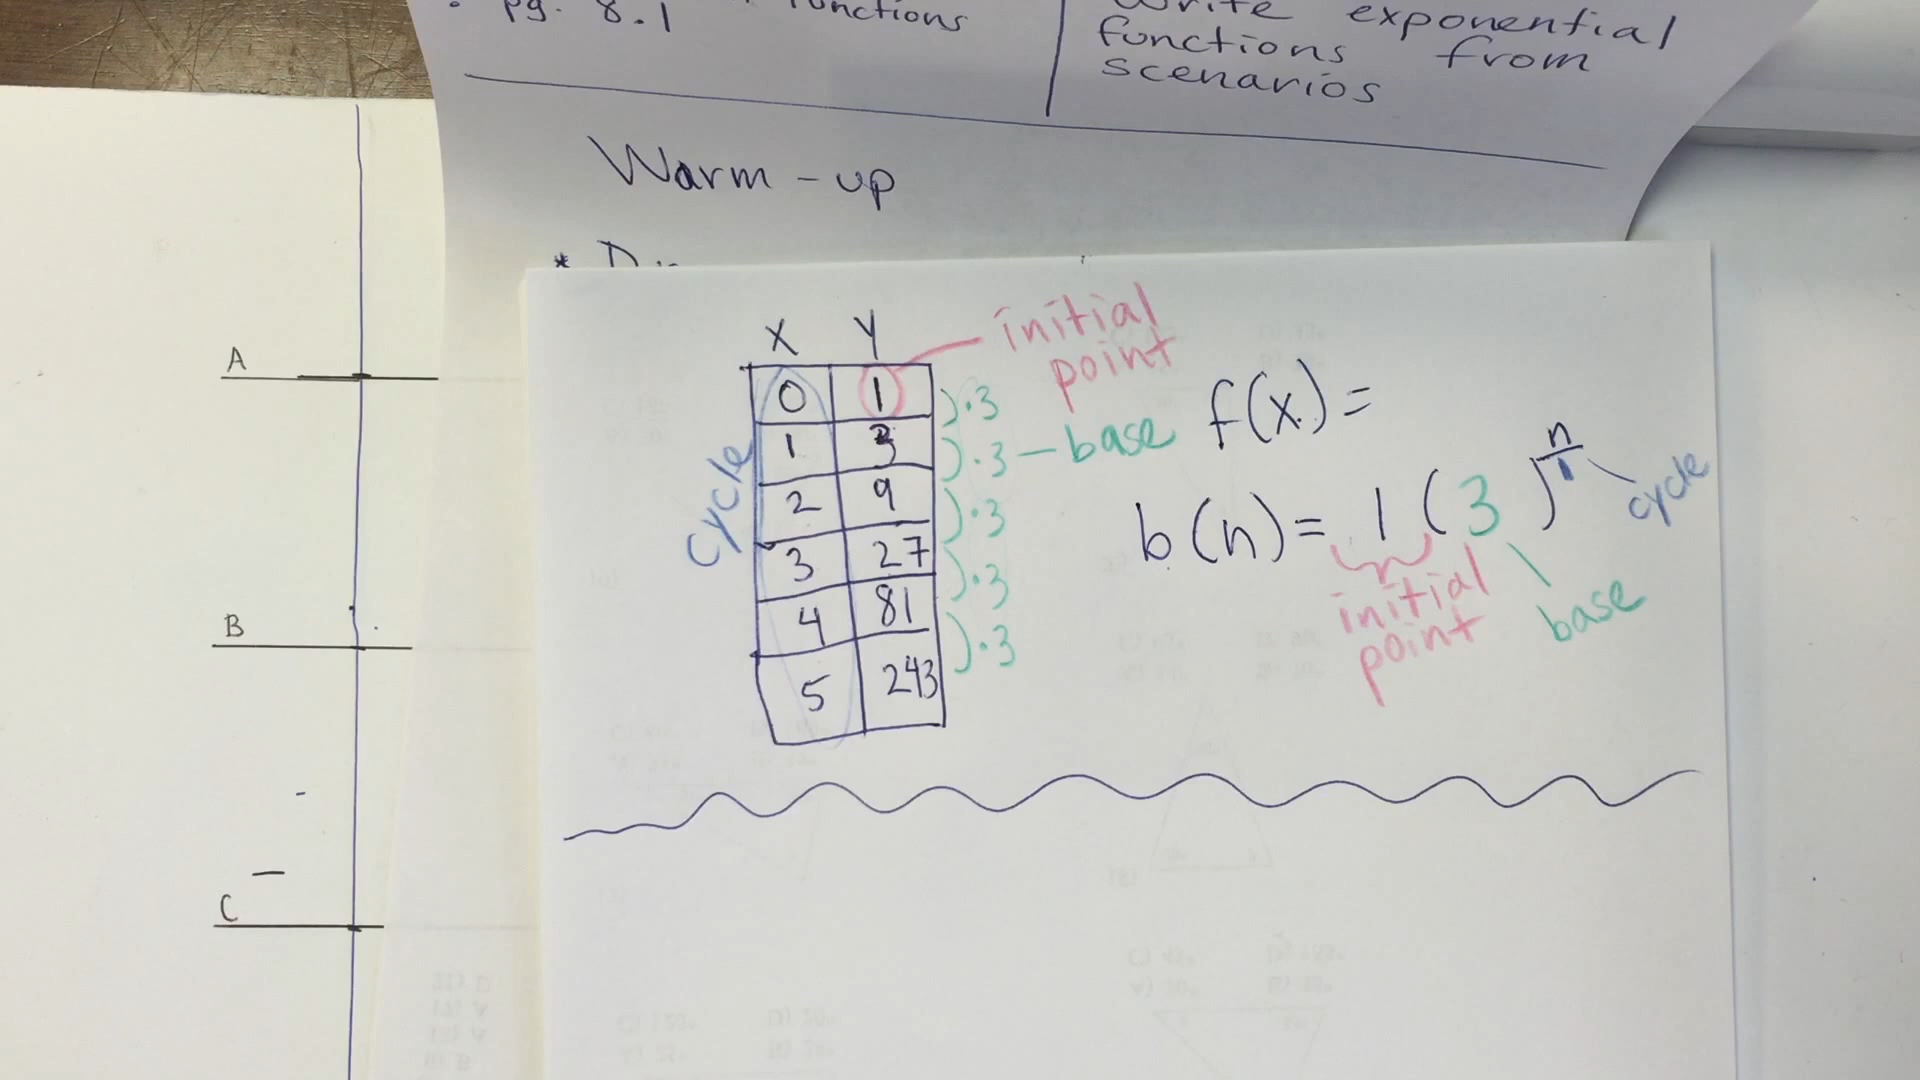 pg. 8.1
functions
write exponential
functions from
scenarios
Warm-up
A
B
C
X Y
0 1
1 3
2 9
3 27
4 81
5 243
cycle
initial
point
·3
·3 — base
·3
·3
·3
f(x) =
b(n) = 1 (3)^n/1
cycle
initial
point
base